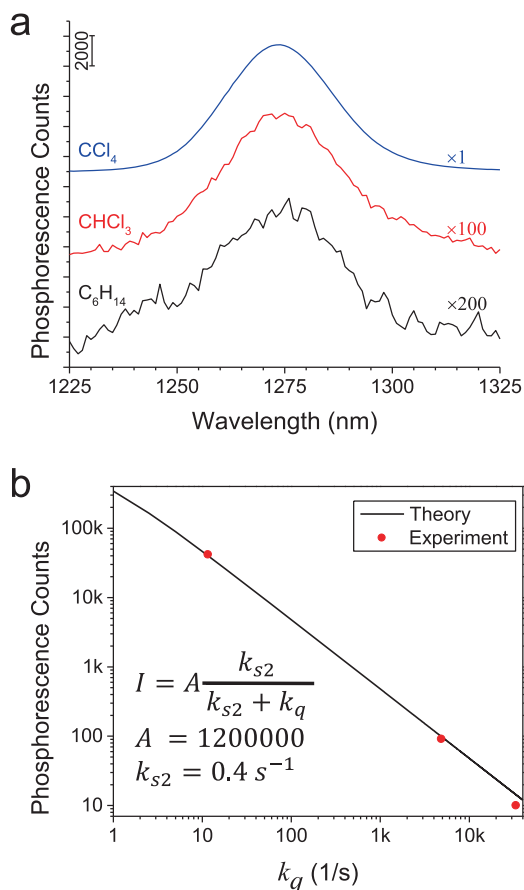 a
2000
Phosphorescence Counts
CCl4
×1
CHCl3
×100
C6H14
×200
1225 1250 1275 1300 1325
Wavelength (nm)
b
Phosphorescence Counts
100k
1k
100
10
Theory
Experiment
I = A ks2 / (ks2 + kq)
A = 1200000
ks2 = 0.4 s−1
1 10 100 1k 10k
kq (1/s)